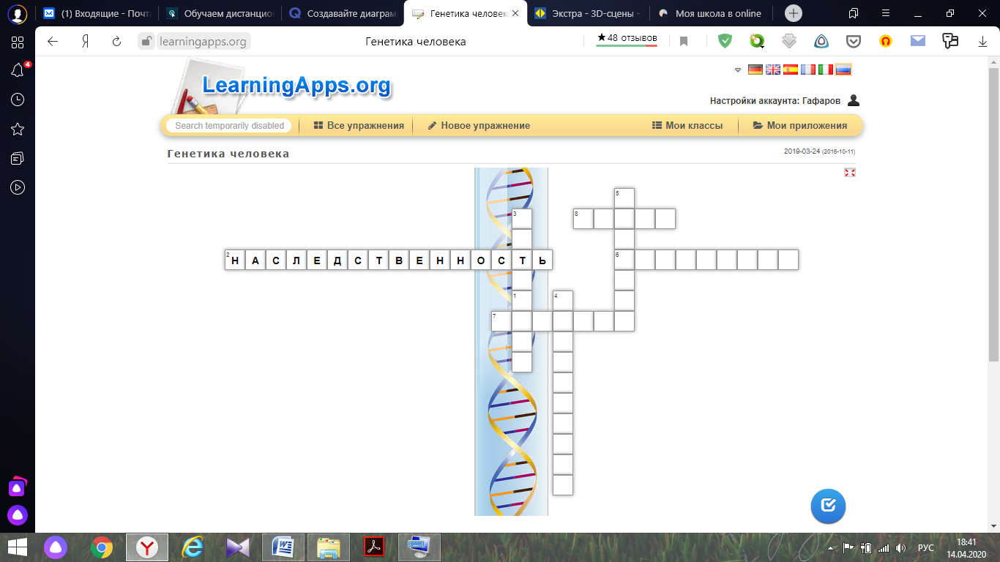 (1) Входящие - Почта
Обучаем дистанцио
Создавайте диаграм
Генетика человек
Экстра - 3D-сцены -
Моя школа в online
learningapps.org
Генетика человека
★48 отзывов
4
LearningApps.org
Настройки аккаунта: Гафаров
Search temporarily disabled
Все упражнения
Новое упражнение
Мои классы
Мои приложения
Генетика человека
2019-03-24 (2016-10-11)
5
3
8
2
НАСЛЕДСТВЕННОСТЬ
6
1
4
7
РУС
18:41
14.04.2020